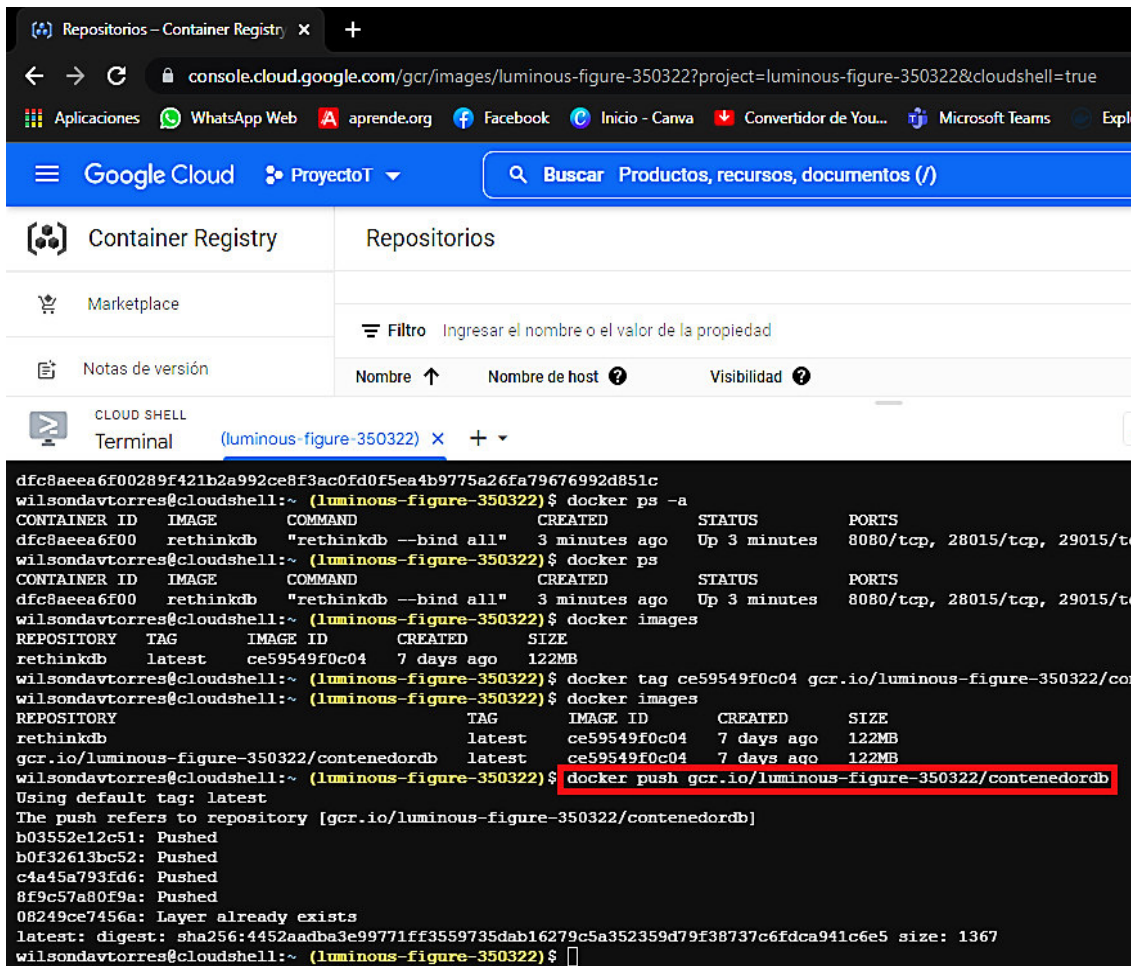 Repositorios – Container Registry
console.cloud.google.com/gcr/images/luminous-figure-350322?project=luminous-figure-350322&cloudshell=true
Aplicaciones WhatsApp Web aprende.org Facebook Inicio - Canva Convertidor de You... Microsoft Teams Expl
Google Cloud ProyectoT Buscar Productos, recursos, documentos (/)
Container Registry Repositorios
Marketplace
Filtro Ingresar el nombre o el valor de la propiedad
Notas de versión
Nombre Nombre de host Visibilidad
CLOUD SHELL
Terminal (luminous-figure-350322)
dfc8aeea6f00289f421b2a992ce8f3ac0fd0f5ea4b9775a26fa79676992d851c
wilsondavtorres@cloudshell:~ (luminous-figure-350322)$ docker ps -a
CONTAINER ID IMAGE COMMAND CREATED STATUS PORTS
dfc8aeea6f00 rethinkdb "rethinkdb --bind all" 3 minutes ago Up 3 minutes 8080/tcp, 28015/tcp, 29015/tc
wilsondavtorres@cloudshell:~ (luminous-figure-350322)$ docker ps
CONTAINER ID IMAGE COMMAND CREATED STATUS PORTS
dfc8aeea6f00 rethinkdb "rethinkdb --bind all" 3 minutes ago Up 3 minutes 8080/tcp, 28015/tcp, 29015/tc
wilsondavtorres@cloudshell:~ (luminous-figure-350322)$ docker images
REPOSITORY TAG IMAGE ID CREATED SIZE
rethinkdb latest ce59549f0c04 7 days ago 122MB
wilsondavtorres@cloudshell:~ (luminous-figure-350322)$ docker tag ce59549f0c04 gcr.io/luminous-figure-350322/co
wilsondavtorres@cloudshell:~ (luminous-figure-350322)$ docker images
REPOSITORY TAG IMAGE ID CREATED SIZE
rethinkdb latest ce59549f0c04 7 days ago 122MB
gcr.io/luminous-figure-350322/contenedordb latest ce59549f0c04 7 days ago 122MB
wilsondavtorres@cloudshell:~ (luminous-figure-350322)$ docker push gcr.io/luminous-figure-350322/contenedordb
Using default tag: latest
The push refers to repository [gcr.io/luminous-figure-350322/contenedordb]
b03552e12c51: Pushed
b0f32613bc52: Pushed
c4a45a793fd6: Pushed
8f9c57a80f9a: Pushed
08249ce7456a: Layer already exists
latest: digest: sha256:4452aadba3e99771ff3559735dab16279c5a352359d79f38737c6fdca941c6e5 size: 1367
wilsondavtorres@cloudshell:~ (luminous-figure-350322)$